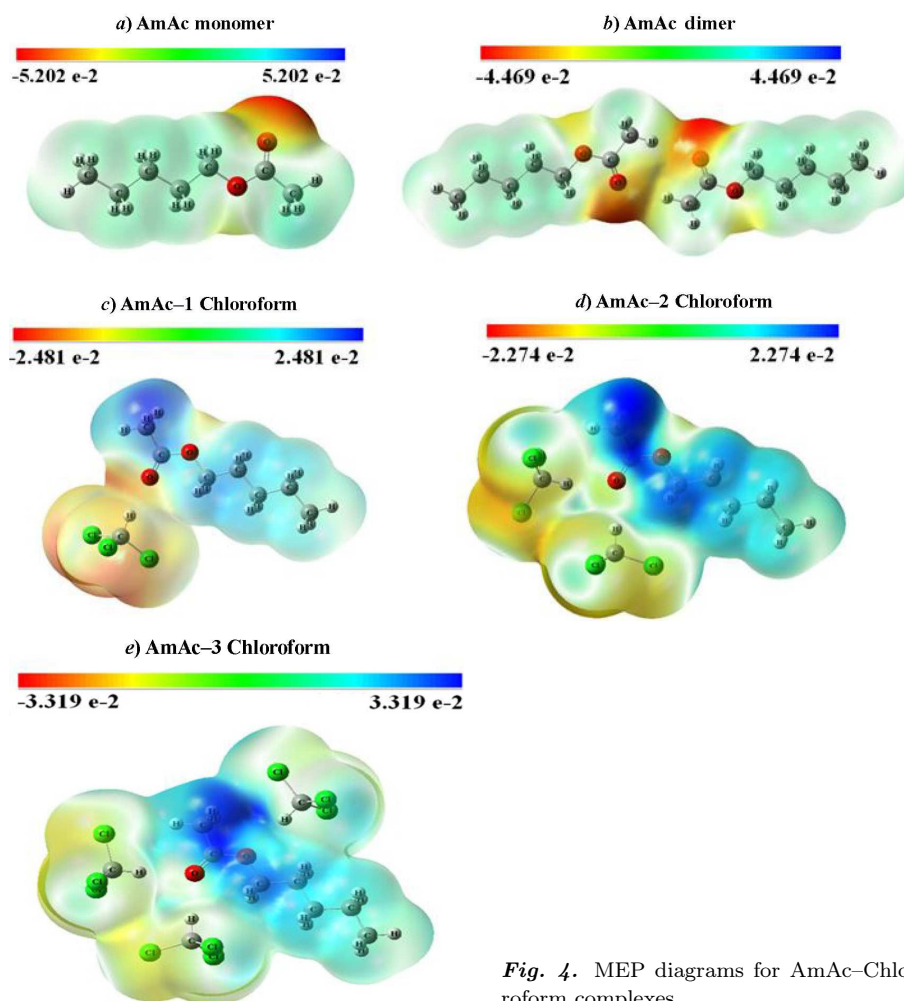 a) AmAc monomer
-5.202 e-2 5.202 e-2
b) AmAc dimer
-4.469 e-2 4.469 e-2
c) AmAc–1 Chloroform
-2.481 e-2 2.481 e-2
d) AmAc–2 Chloroform
-2.274 e-2 2.274 e-2
e) AmAc–3 Chloroform
-3.319 e-2 3.319 e-2
Fig. 4. MEP diagrams for AmAc–Chlo
roform complexes